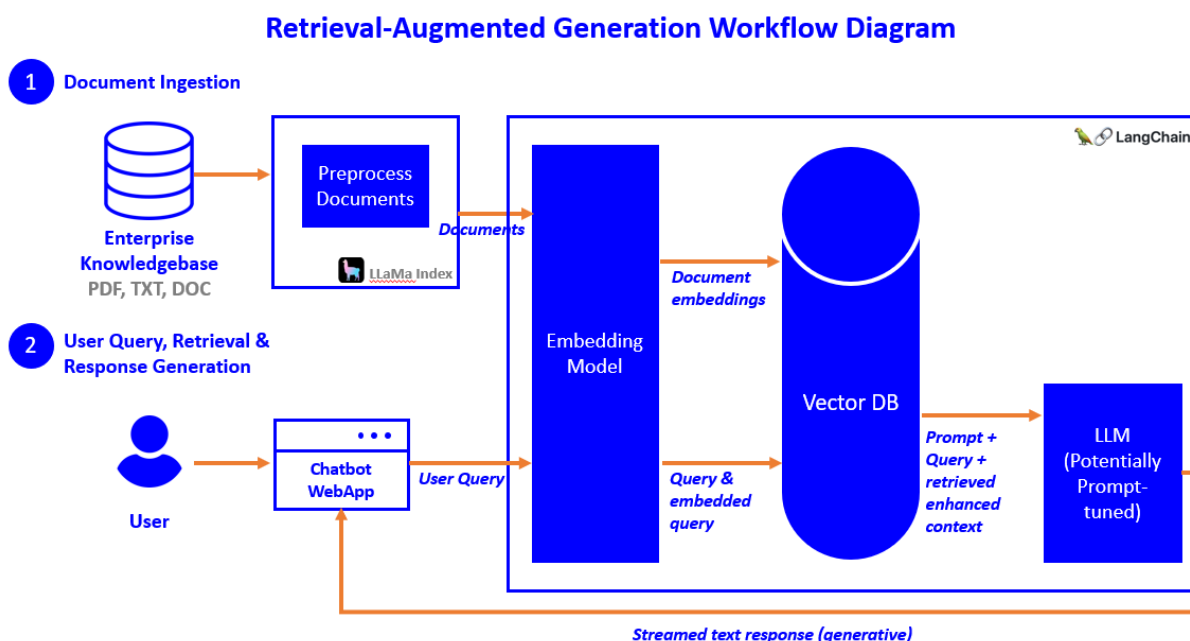 Retrieval-Augmented Generation Workflow Diagram
1
Document Ingestion
Enterprise
Knowledgebase
PDF, TXT, DOC
Preprocess
Documents
LLaMa Index
Documents
LangChain
Embedding
Model
Document
embeddings
Vector DB
2
User Query, Retrieval &
Response Generation
User
Chatbot
WebApp
User Query
Query &
embedded
query
Prompt +
Query +
retrieved
enhanced
context
LLM
(Potentially
Prompt-
tuned)
Streamed text response (generative)